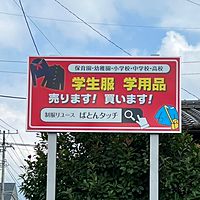 保育園・幼稚園・小学校・中学校・高校
学生服 学用品
売ります! 買います!
制服リユース ぱとんタッチ